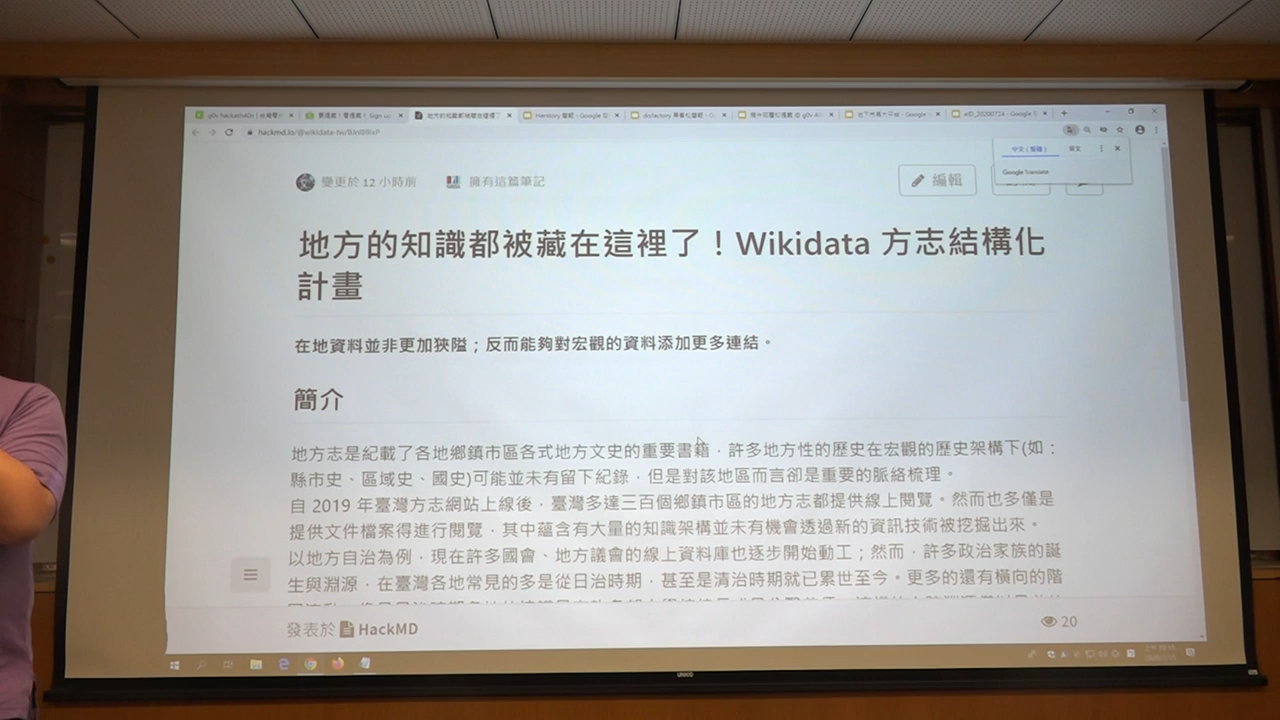 hackmd.io/@wikidata-tw/
中文（繁體） 英文
Google Translate
變更於 12 小時前 擁有這篇筆記
編輯
地方的知識都被藏在這裡了！Wikidata 方志結構化
計畫
在地資料並非更加狹隘；反而能夠對宏觀的資料添加更多連結。
簡介
地方志是紀載了各地鄉鎮市區各式地方文史的重要書籍，許多地方性的歷史在宏觀的歷史架構下(如：
縣市史、區域史、國史)可能並未有留下紀錄，但是對該地區而言卻是重要的脈絡梳理。
自 2019 年臺灣方志網站上線後，臺灣多達三百個鄉鎮市區的地方志都提供線上閱覽。然而也多僅是
提供文件檔案得進行閱覽，其中蘊含有大量的知識架構並未有機會透過新的資訊技術被挖掘出來。
以地方自治為例，現在許多國會、地方議會的線上資料庫也逐步開始動工；然而，許多政治家族的誕
生與淵源，在臺灣各地常見的多是從日治時期，甚至是清治時期就已累世至今。更多的還有橫向的階
發表於 HackMD
20